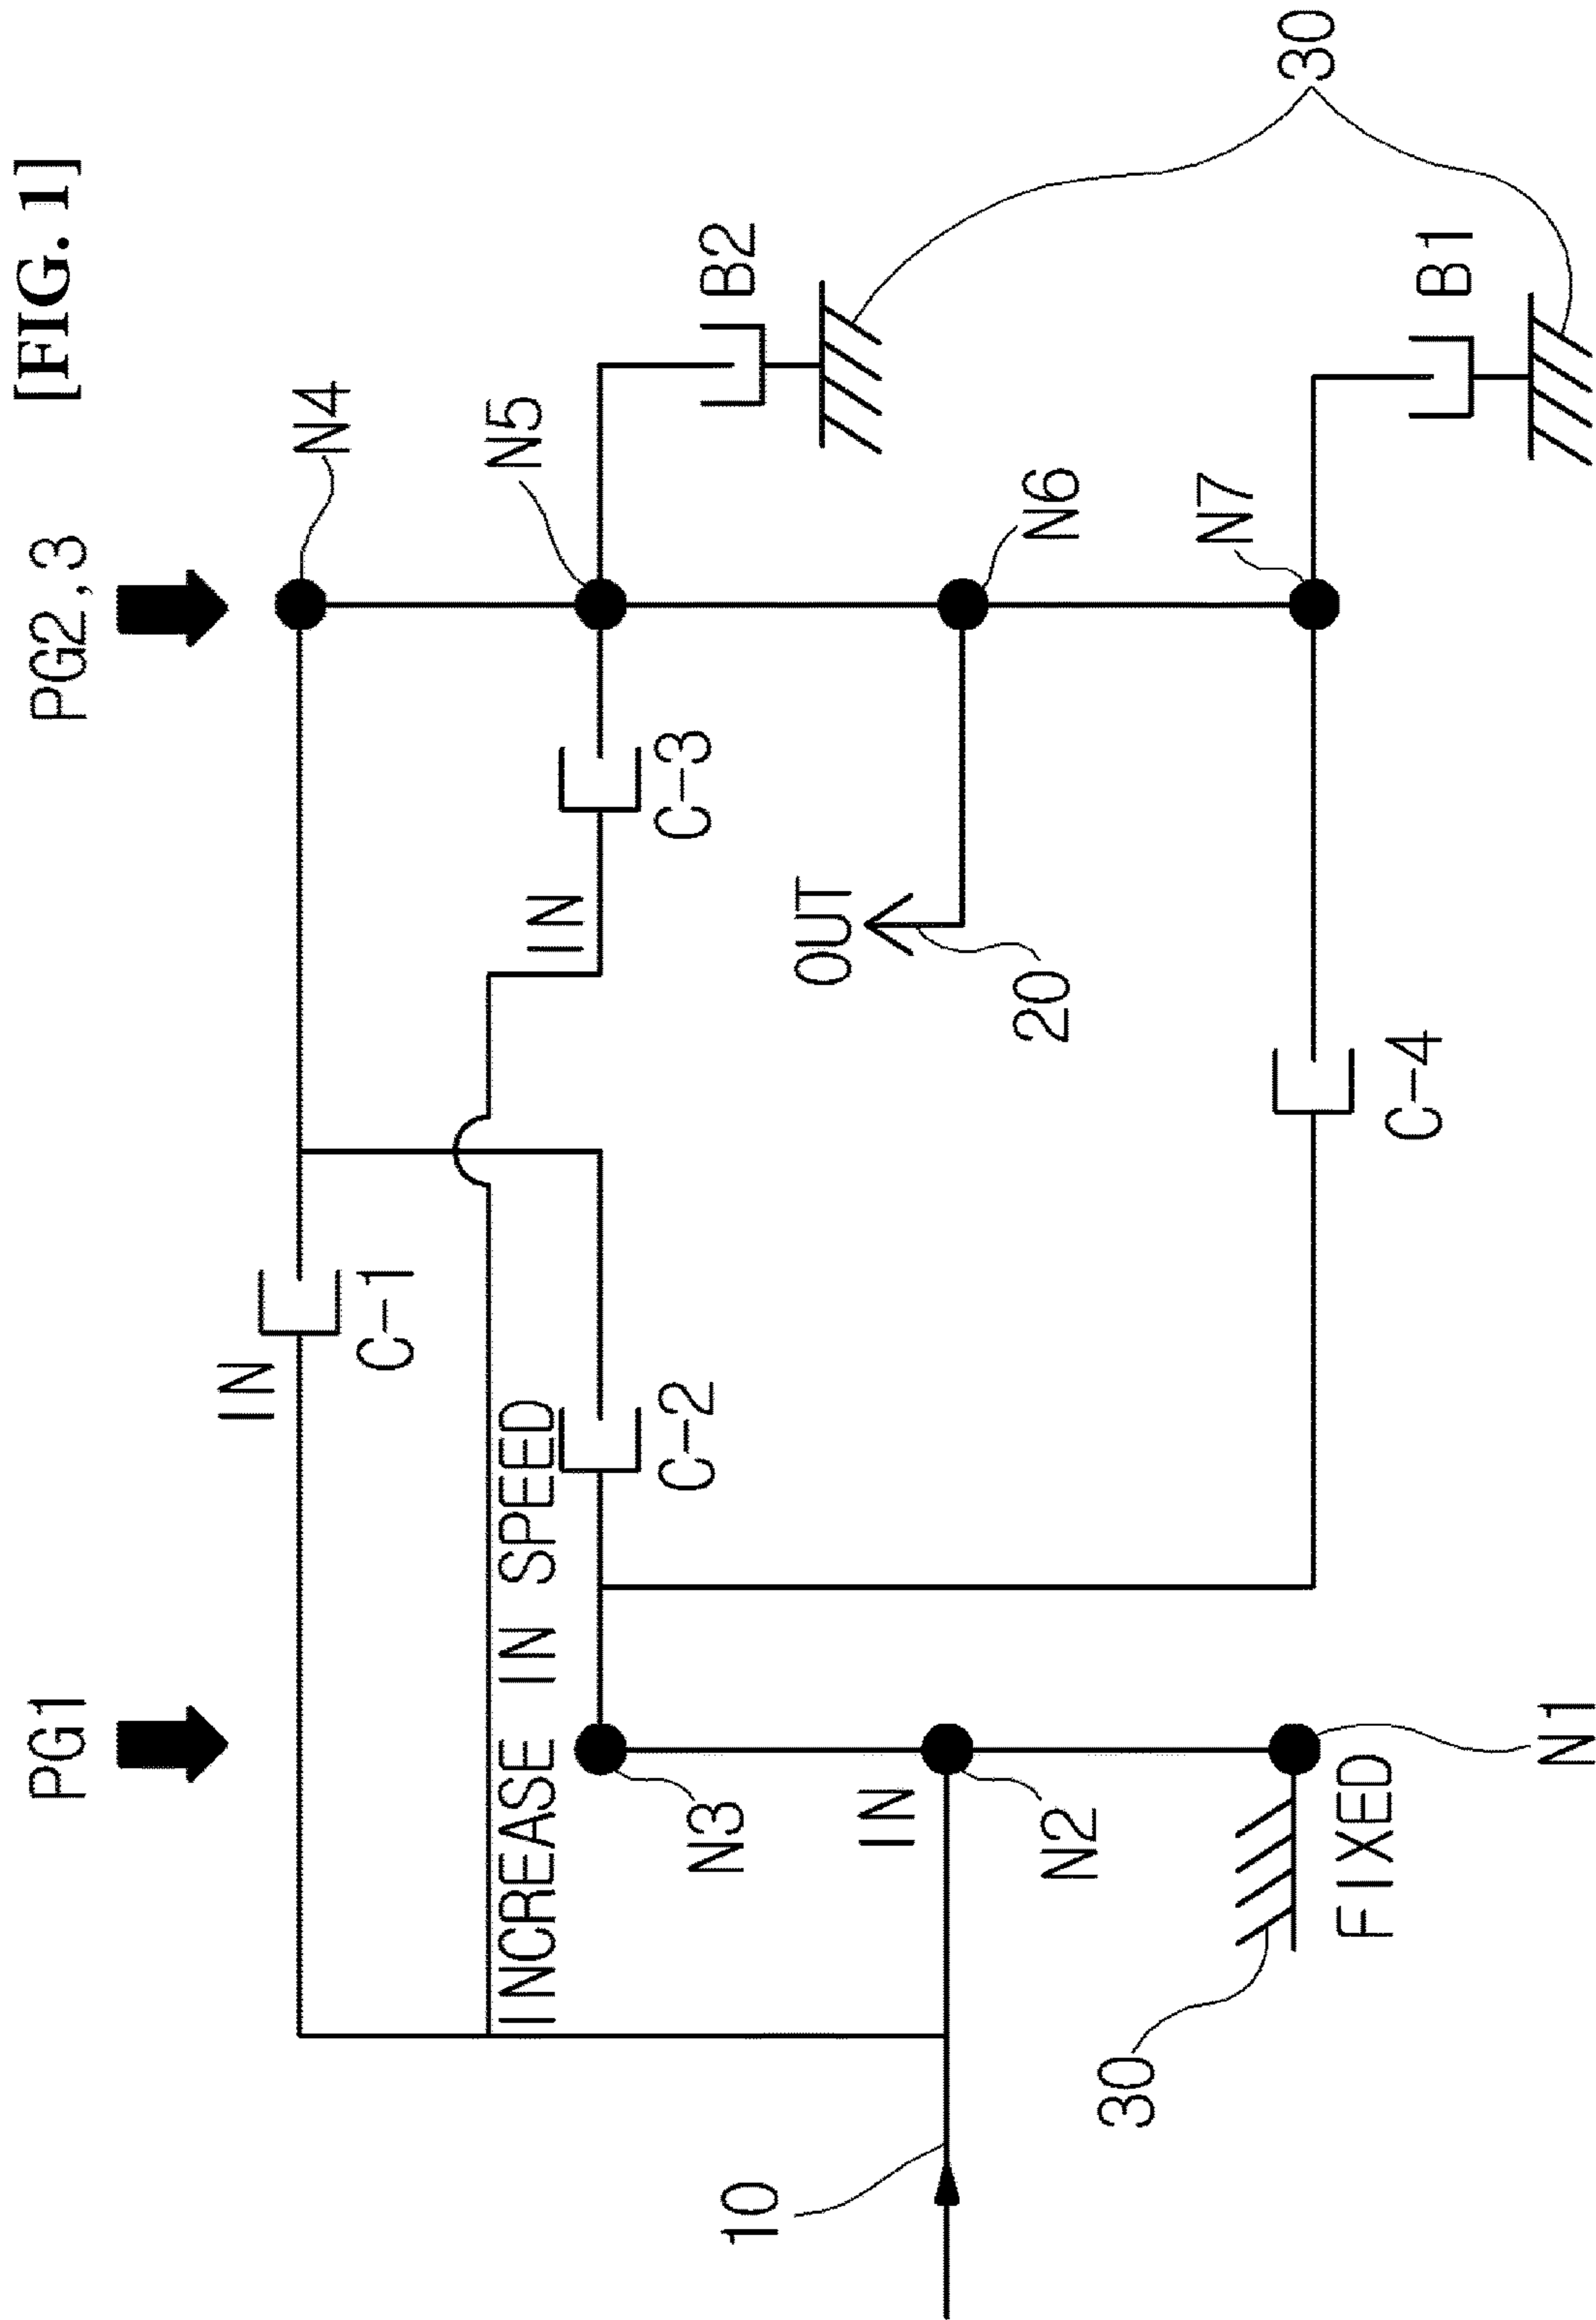 [FIG. 1]
PG1
PG2,3
IN
C-1
N4
INCREASE IN SPEED
C-2
IN
C-3
N5
B2
30
N3
10
IN
N2
OUT
20
N6
30
FIXED
N1
C-4
N7
B1